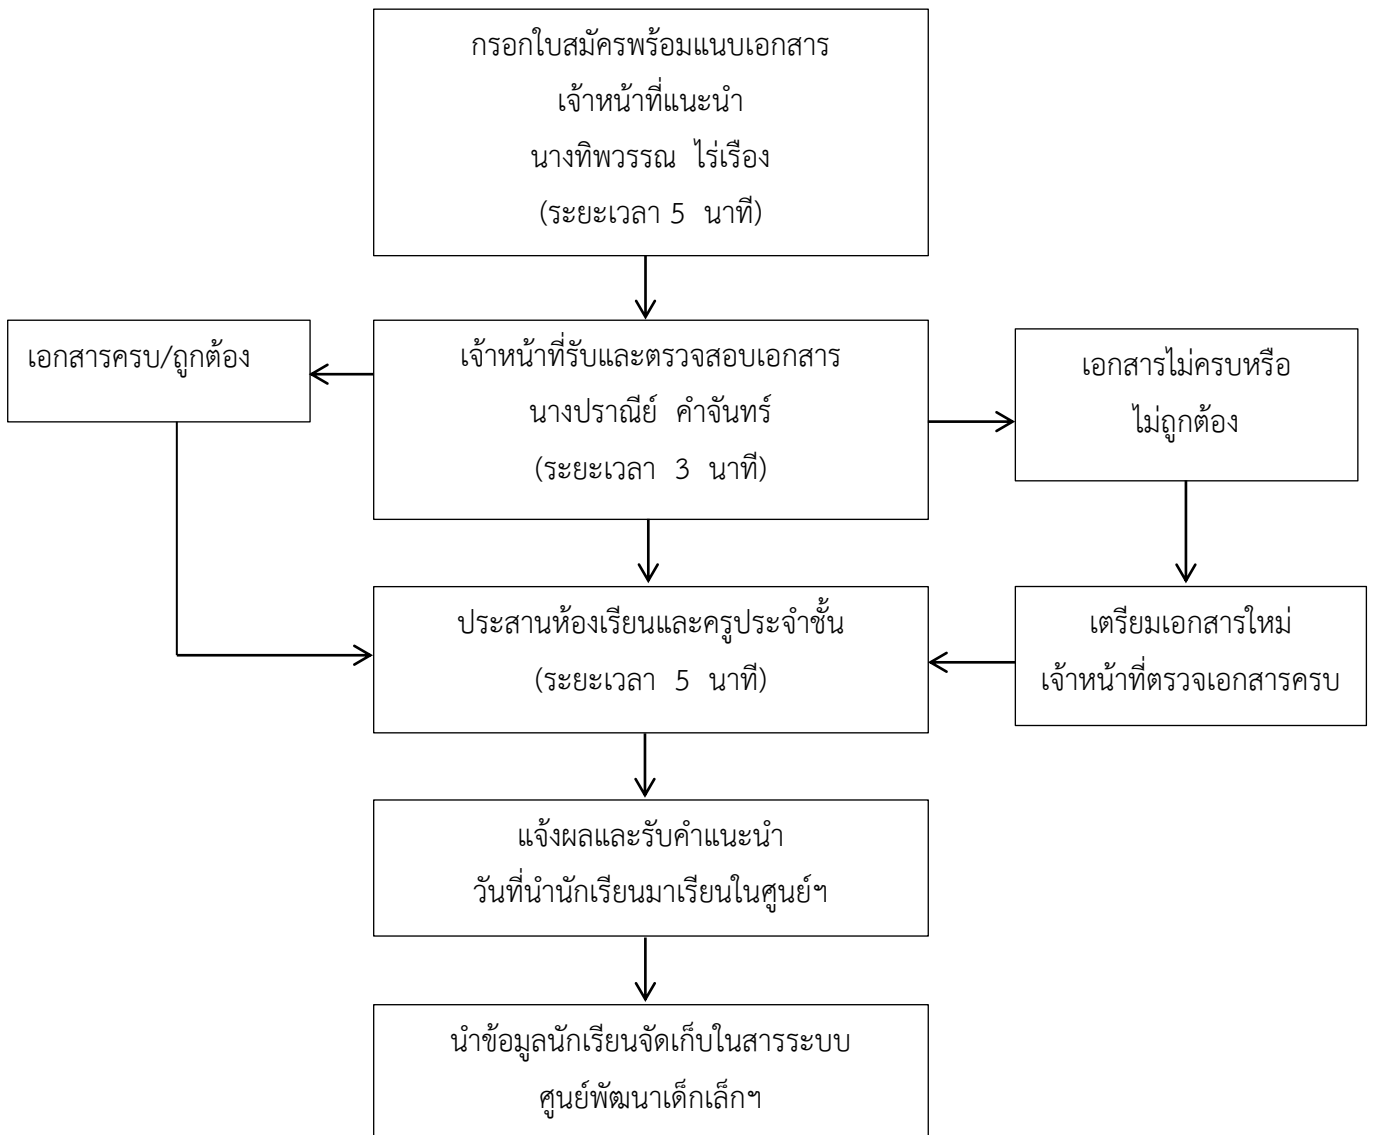 กรอกใบสมัครพร้อมแนบเอกสาร
เจ้าหน้าที่แนะนำ
นางทิพวรรณ ไร่เรือง
(ระยะเวลา 5 นาที)
เอกสารครบ/ถูกต้อง
เจ้าหน้าที่รับและตรวจสอบเอกสาร
นางปราณีย์ คำจันทร์
(ระยะเวลา 3 นาที)
เอกสารไม่ครบหรือ
ไม่ถูกต้อง
ประสานห้องเรียนและครูประจำชั้น
(ระยะเวลา 5 นาที)
เตรียมเอกสารใหม่
เจ้าหน้าที่ตรวจเอกสารครบ
แจ้งผลและรับคำแนะนำ
วันที่นำนักเรียนมาเรียนในศูนย์ฯ
นำข้อมูลนักเรียนจัดเก็บในสารระบบ
ศูนย์พัฒนาเด็กเล็กฯ